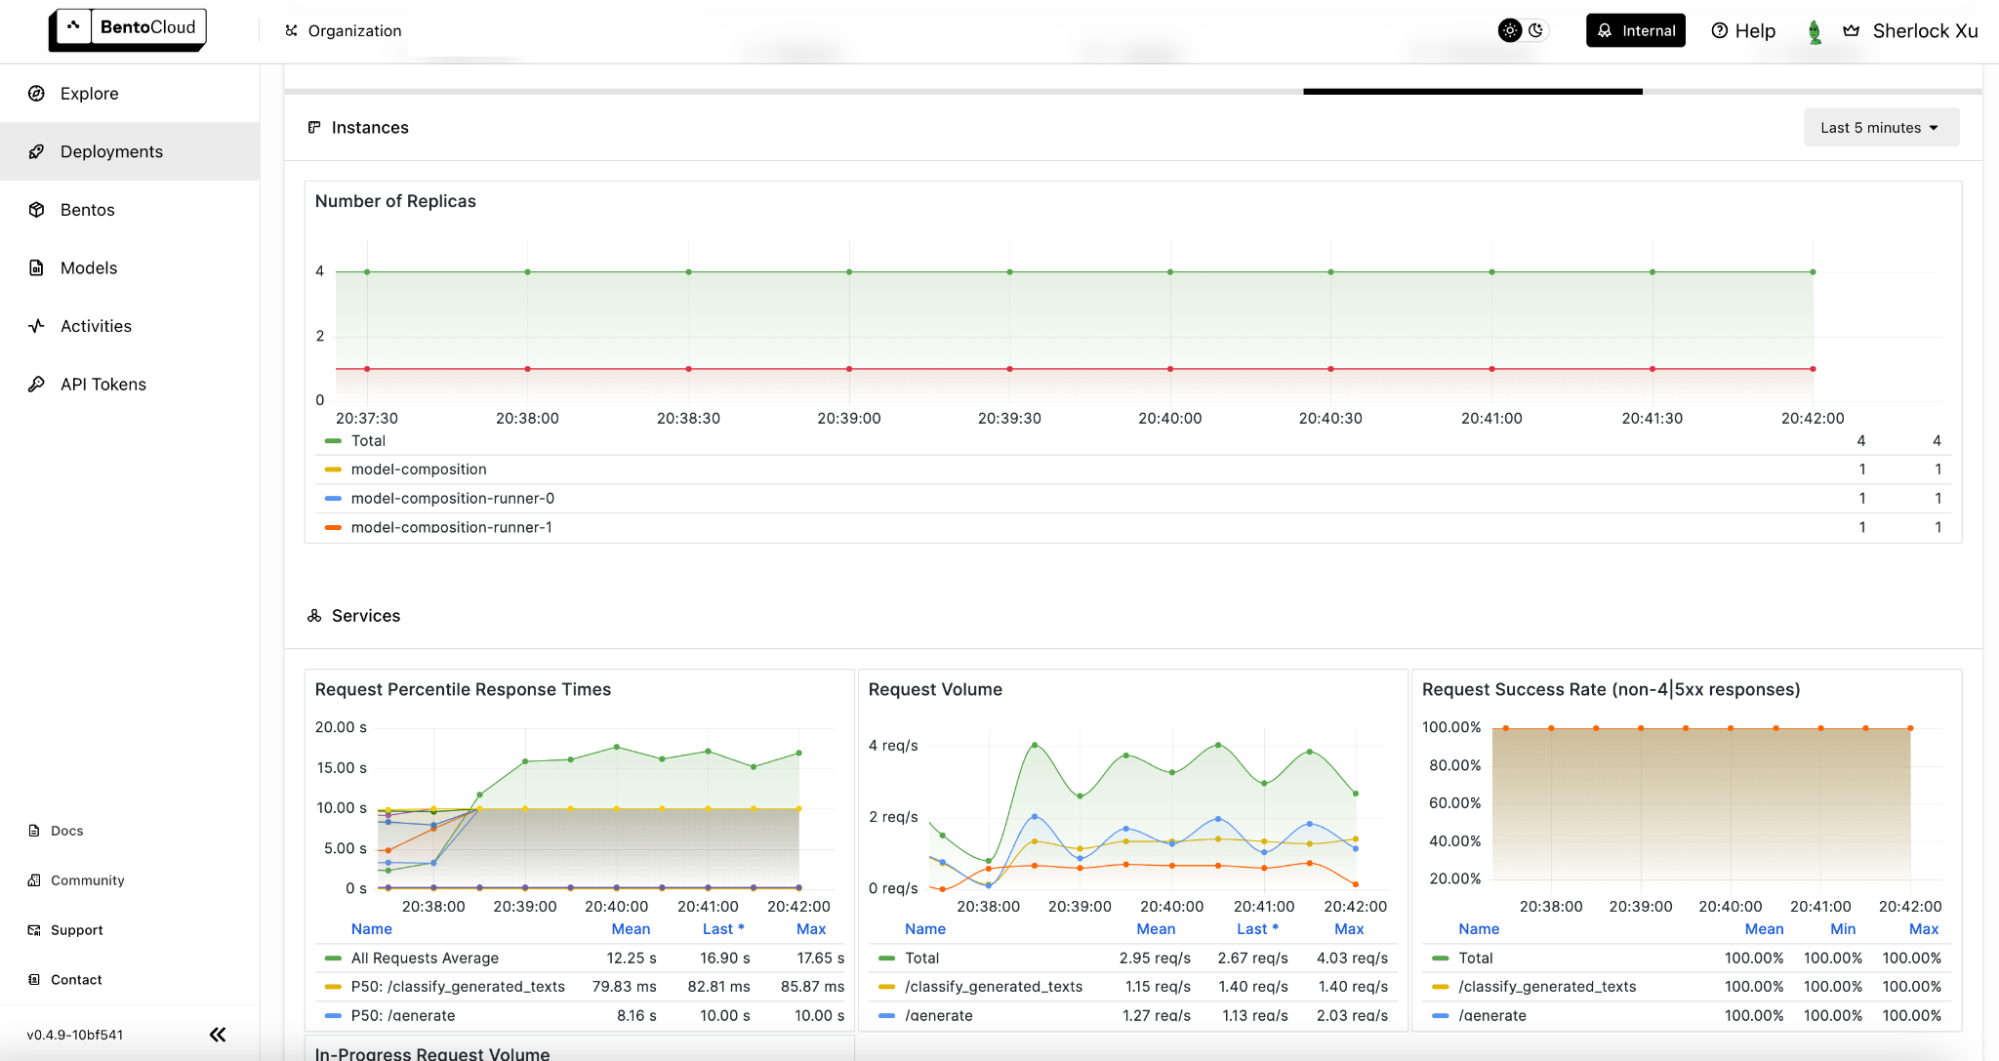 BentoCloud
Organization
Internal
Help
Sherlock Xu
Explore
Deployments
Bentos
Models
Activities
API Tokens
Docs
Community
Support
Contact
v0.4.9-10bf541
Instances
Last 5 minutes
Number of Replicas
4
2
0
20:37:30 20:38:00 20:38:30 20:39:00 20:39:30 20:40:00 20:40:30 20:41:00 20:41:30 20:42:00
Total 4 4
model-composition 1 1
model-composition-runner-0 1 1
model-composition-runner-1 1 1
Services
Request Percentile Response Times
20.00 s
15.00 s
10.00 s
5.00 s
0 s
20:38:00 20:39:00 20:40:00 20:41:00 20:42:00
Name Mean Last * Max
All Requests Average 12.25 s 16.90 s 17.65 s
P50: /classify_generated_texts 79.83 ms 82.81 ms 85.87 ms
P50: /generate 8.16 s 10.00 s 10.00 s
Request Volume
4 req/s
2 req/s
0 req/s
20:38:00 20:39:00 20:40:00 20:41:00 20:42:00
Name Mean Last * Max
Total 2.95 req/s 2.67 req/s 4.03 req/s
/classify_generated_texts 1.15 req/s 1.40 req/s 1.40 req/s
/generate 1.27 req/s 1.13 req/s 2.03 req/s
Request Success Rate (non-4|5xx responses)
100.00%
80.00%
60.00%
40.00%
20.00%
20:38:00 20:39:00 20:40:00 20:41:00 20:42:00
Name Mean Min Max
Total 100.00% 100.00% 100.00%
/classify_generated_texts 100.00% 100.00% 100.00%
/generate 100.00% 100.00% 100.00%
In-Progress Request Volume